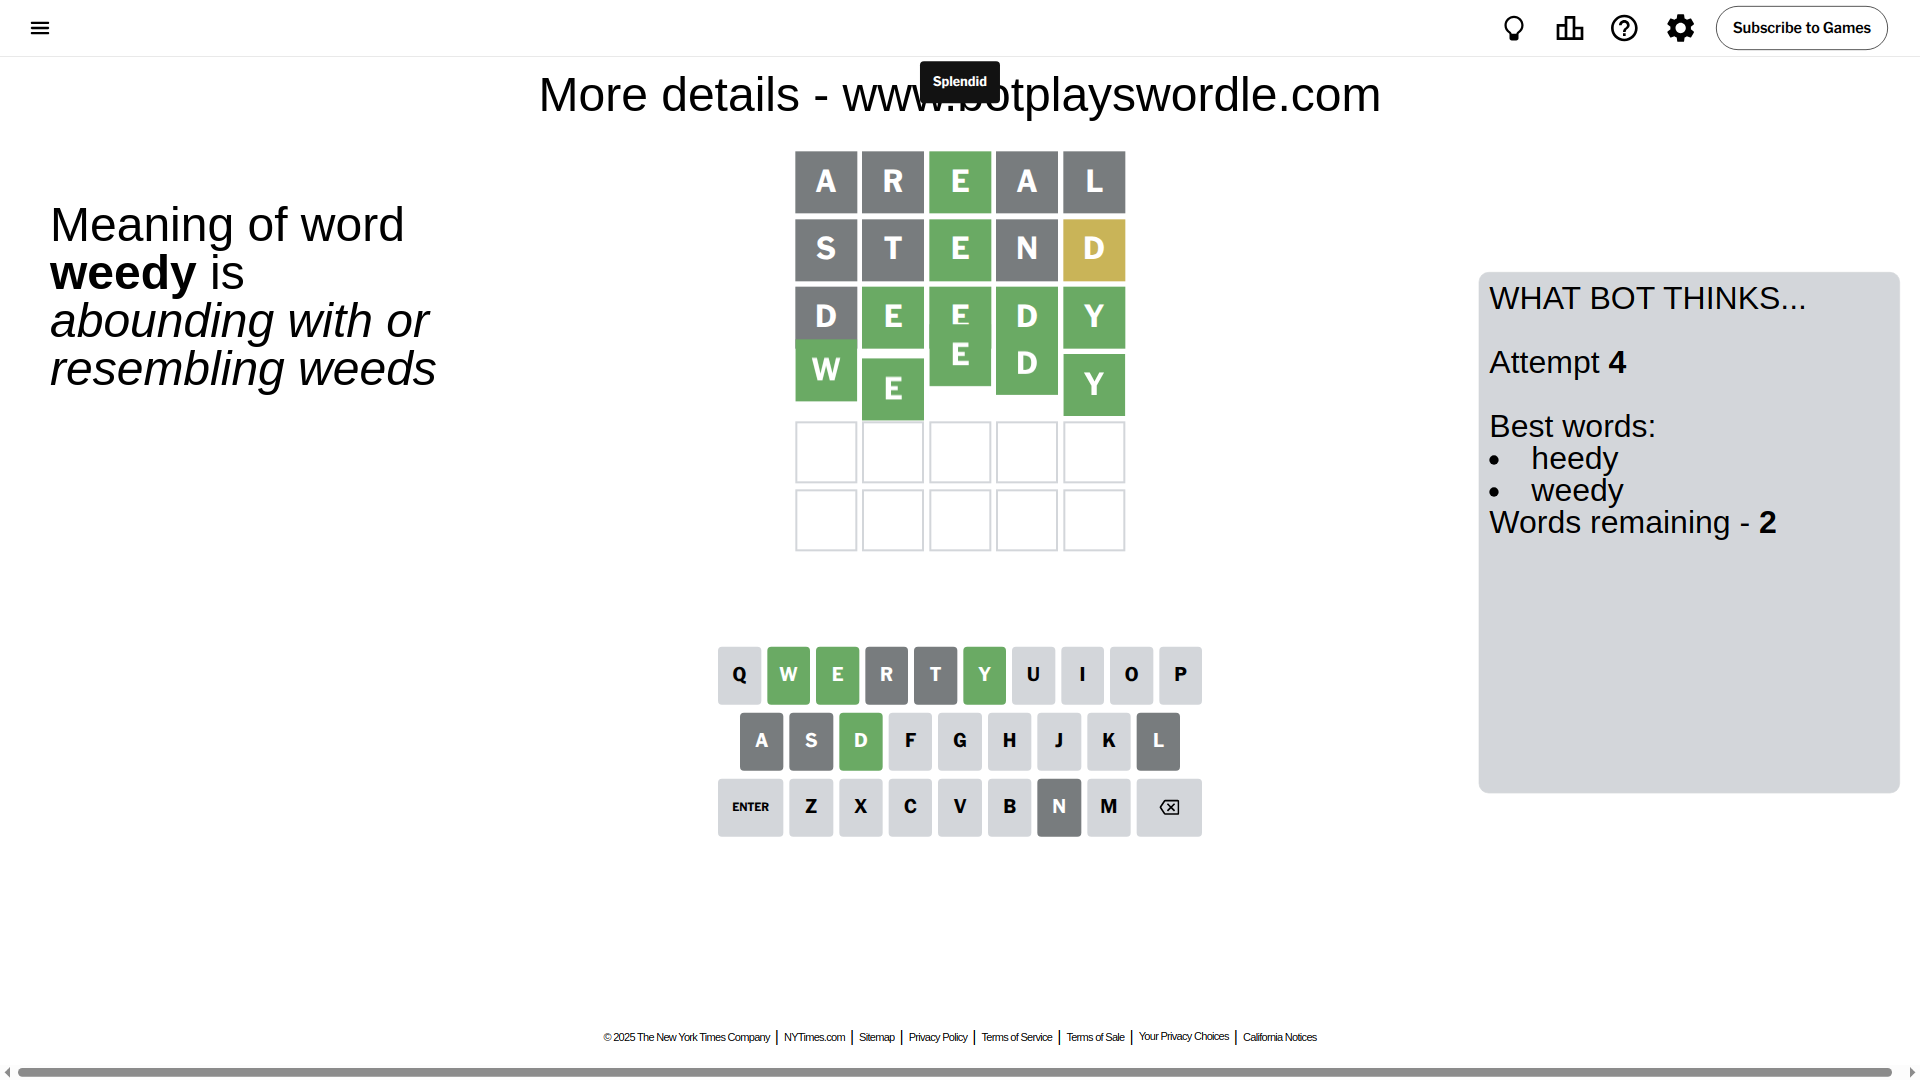 Subscribe to Games
Splendid
More details - www.botplayswordle.com
Meaning of word
weedy is
abounding with or
resembling weeds
A R E A L
S T E N D
D E E D Y
W E E D Y
WHAT BOT THINKS...
Attempt 4
Best words:
• heedy
• weedy
Words remaining - 2
Q W E R T Y U I O P
A S D F G H J K L
ENTER Z X C V B N M
© 2025 The New York Times Company | NYTimes.com | Sitemap | Privacy Policy | Terms of Service | Terms of Sale | Your Privacy Choices | California Notices